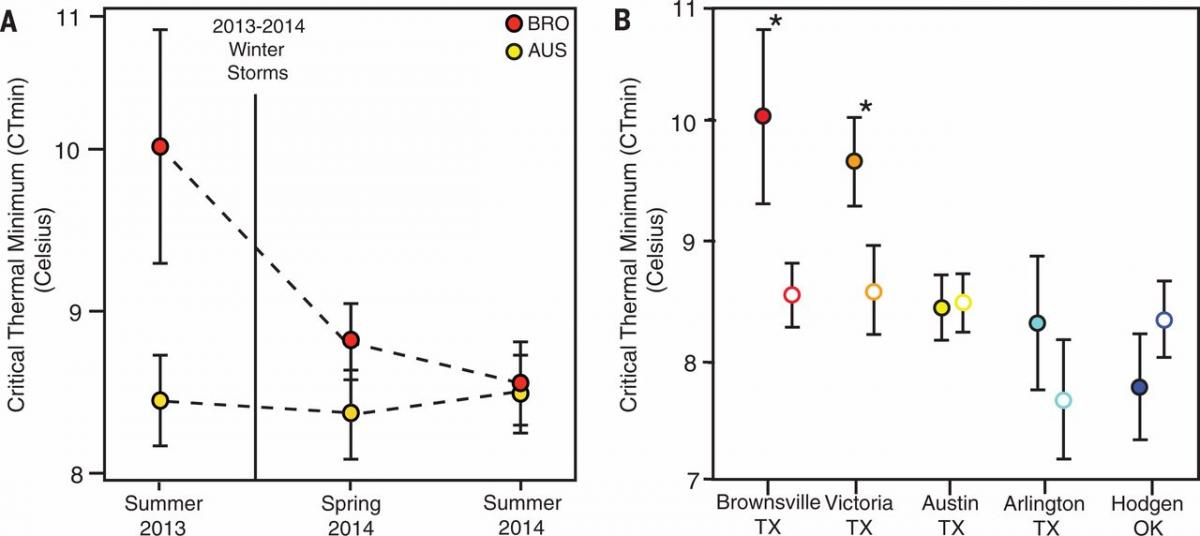 A
Critical Thermal Minimum (CTmin)
(Celsius)
11
10
9
8
2013-2014
Winter
Storms
BRO
AUS
Summer
2013
Spring
2014
Summer
2014
B
Critical Thermal Minimum (CTmin)
(Celsius)
11
10
9
8
7
*
*
Brownsville
TX
Victoria
TX
Austin
TX
Arlington
TX
Hodgen
OK